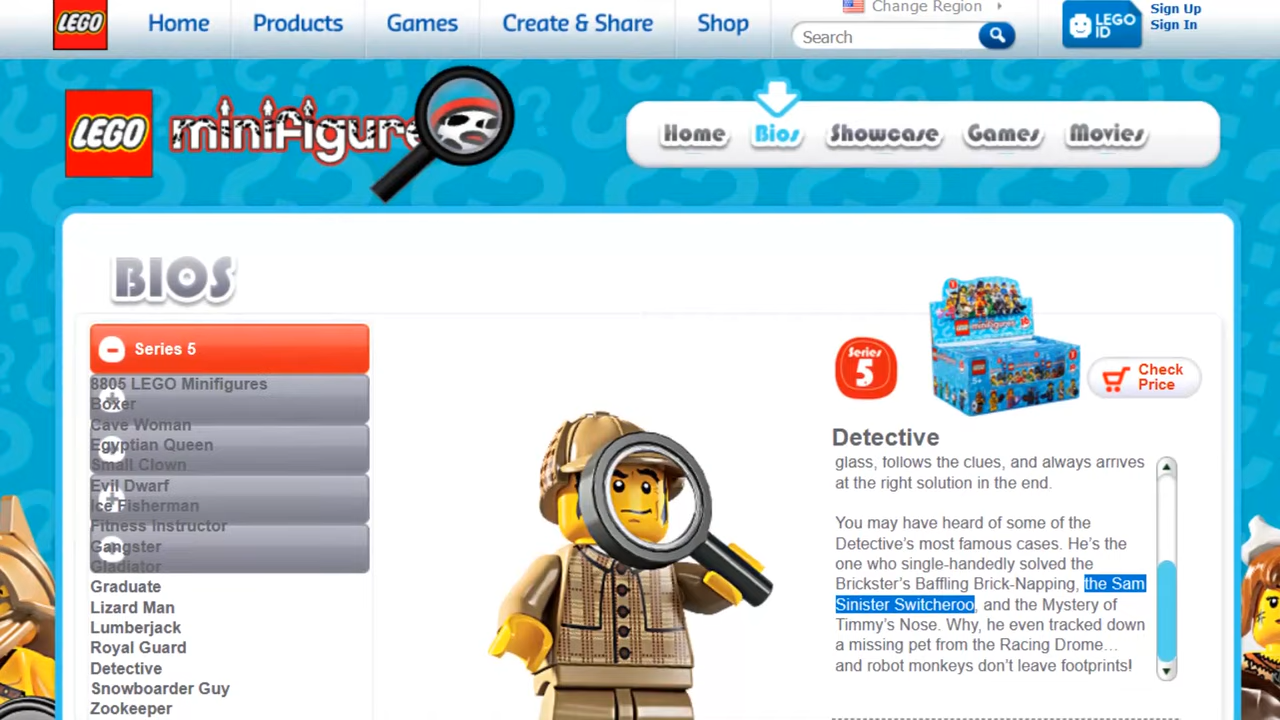 LEGO
Home
Products
Games
Create & Share
Shop
Change Region
Search
LEGO
ID
Sign Up
Sign In
LEGO
minifigure
Home
Bios
Showcase
Games
Movies
BIOS
Series 5
8805 LEGO Minifigures
Boxer
Cave Woman
Egyptian Queen
Small Clown
Evil Dwarf
Ice Fisherman
Fitness Instructor
Gangster
Gladiator
Graduate
Lizard Man
Lumberjack
Royal Guard
Detective
Snowboarder Guy
Zookeeper
Series
5
minifigures
Check
Price
Detective
glass, follows the clues, and always arrives
at the right solution in the end.
You may have heard of some of the
Detective’s most famous cases. He’s the
one who single-handedly solved the
Brickster’s Baffling Brick-Napping, the Sam
Sinister Switcheroo, and the Mystery of
Timmy’s Nose. Why, he even tracked down
a missing pet from the Racing Drome…
and robot monkeys don’t leave footprints!